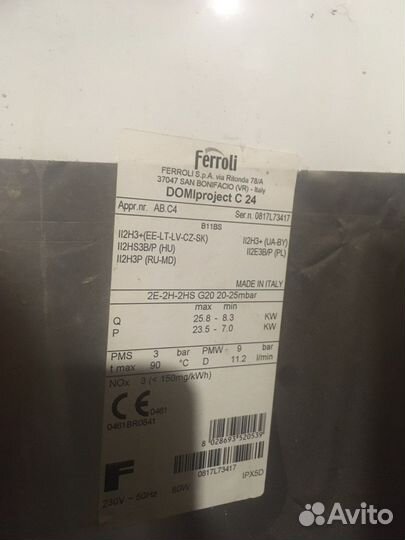 Ferroli
FERROLI S.p.A. via Ritonda 78/A
37047 SAN BONIFACIO (VR) - Italy
DOMIproject C 24
Appr.nr. AB.C4 Ser.n. 0817L73417
B11BS
II2H3+(EE-LT-LV-CZ-SK) II2H3+ (UA-BY)
II2HS3B/P (HU) II2E3B/P (PL)
II2H3P (RU-MD)
MADE IN ITALY
2E-2H-2HS G20 20-25mbar
max min
Q 25.8 - 8.3 KW
P 23.5 - 7.0 KW
PMS 3 bar PMW 9 bar
t max 90 °C D 11.2 l/min
NOx 3 (< 150mg/kWh)
CE 0461
0461BR0841
8 028693 520539
0817L73417
F
230V ~ 50Hz 80W IPX5D
Avito